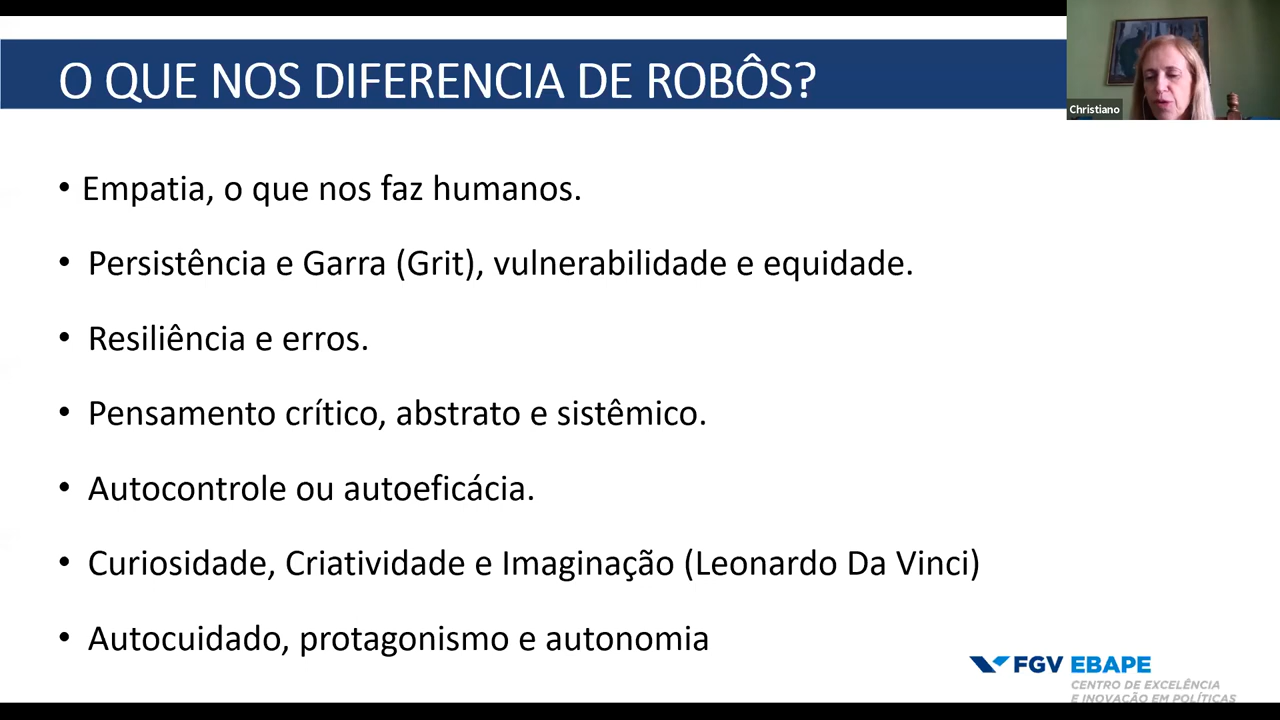 O QUE NOS DIFERENCIA DE ROBÔS?
Christiano
• Empatia, o que nos faz humanos.
• Persistência e Garra (Grit), vulnerabilidade e equidade.
• Resiliência e erros.
• Pensamento crítico, abstrato e sistêmico.
• Autocontrole ou autoeficácia.
• Curiosidade, Criatividade e Imaginação (Leonardo Da Vinci)
• Autocuidado, protagonismo e autonomia
FGV EBAPE
CENTRO DE EXCELÊNCIA
E INOVAÇÃO EM POLÍTICAS